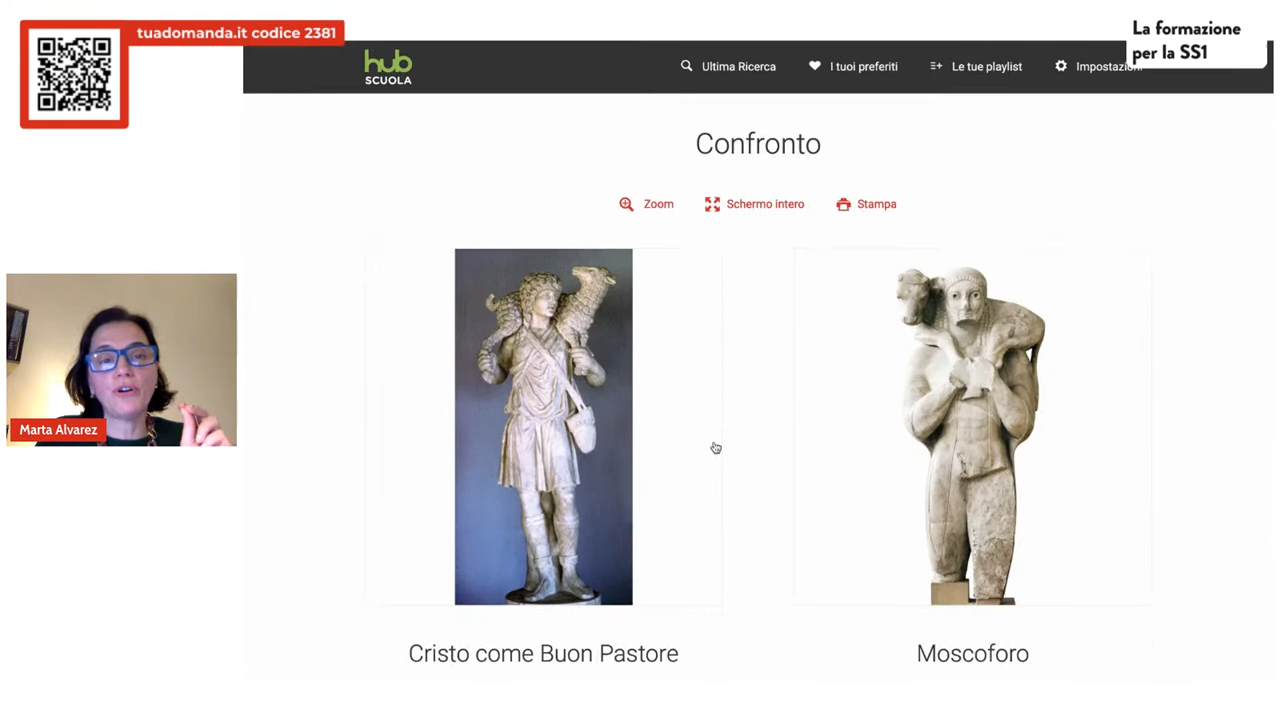 tuadomanda.it codice 2381
La formazione
per la SS1
hub
SCUOLA
Ultima Ricerca
I tuoi preferiti
Le tue playlist
Impostazioni
Confronto
Zoom
Schermo intero
Stampa
Marta Alvarez
Cristo come Buon Pastore
Moscoforo